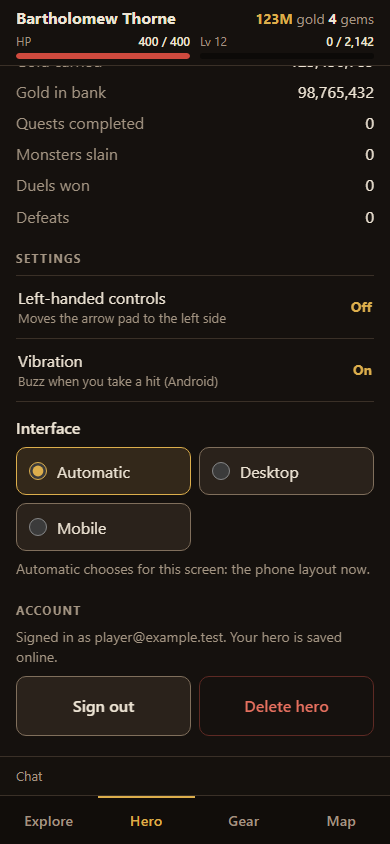 Bartholomew Thorne
123M gold 4 gems
HP 400 / 400 Lv 12 0 / 2,142
Gold in bank 98,765,432
Quests completed 0
Monsters slain 0
Duels won 0
Defeats 0
SETTINGS
Left-handed controls
Moves the arrow pad to the left side
Off
Vibration
Buzz when you take a hit (Android)
On
Interface
Automatic
Desktop
Mobile
Automatic chooses for this screen: the phone layout now.
ACCOUNT
Signed in as player@example.test. Your hero is saved
online.
Sign out
Delete hero
Chat
Explore Hero Gear Map